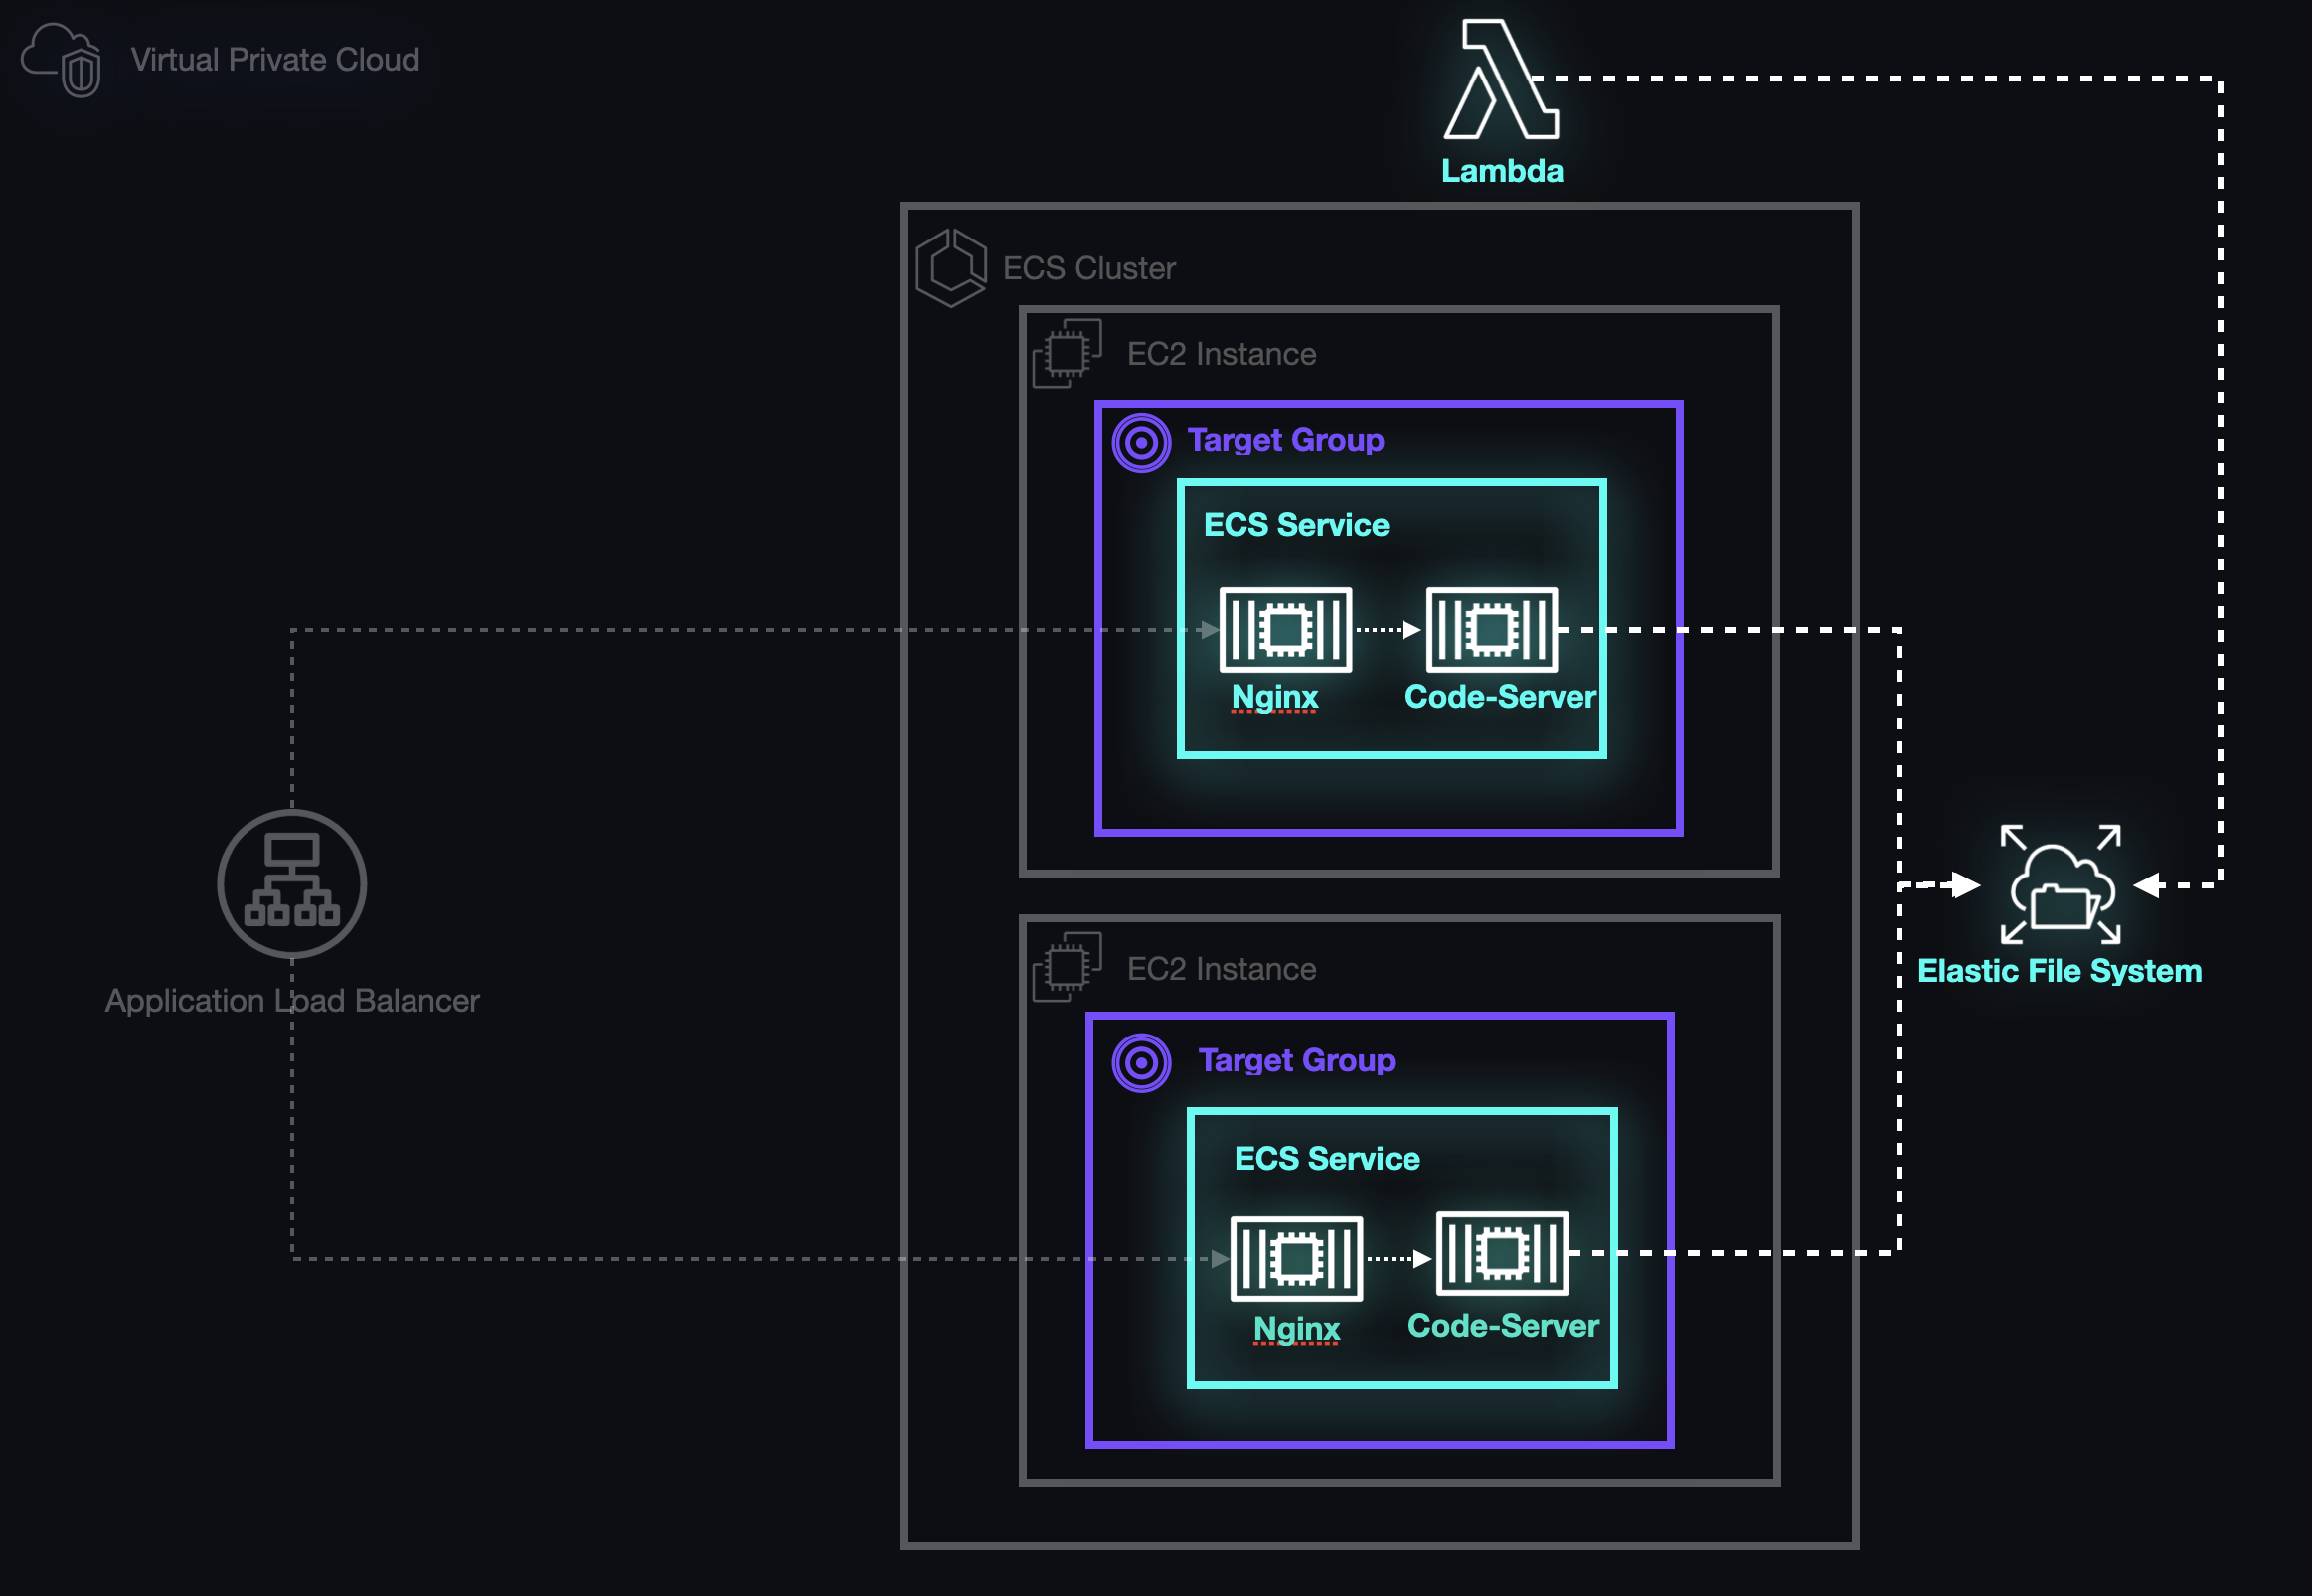 Virtual Private Cloud
Lambda
ECS Cluster
EC2 Instance
Target Group
ECS Service
Nginx
Code-Server
Application Load Balancer
Elastic File System
EC2 Instance
Target Group
ECS Service
Nginx
Code-Server